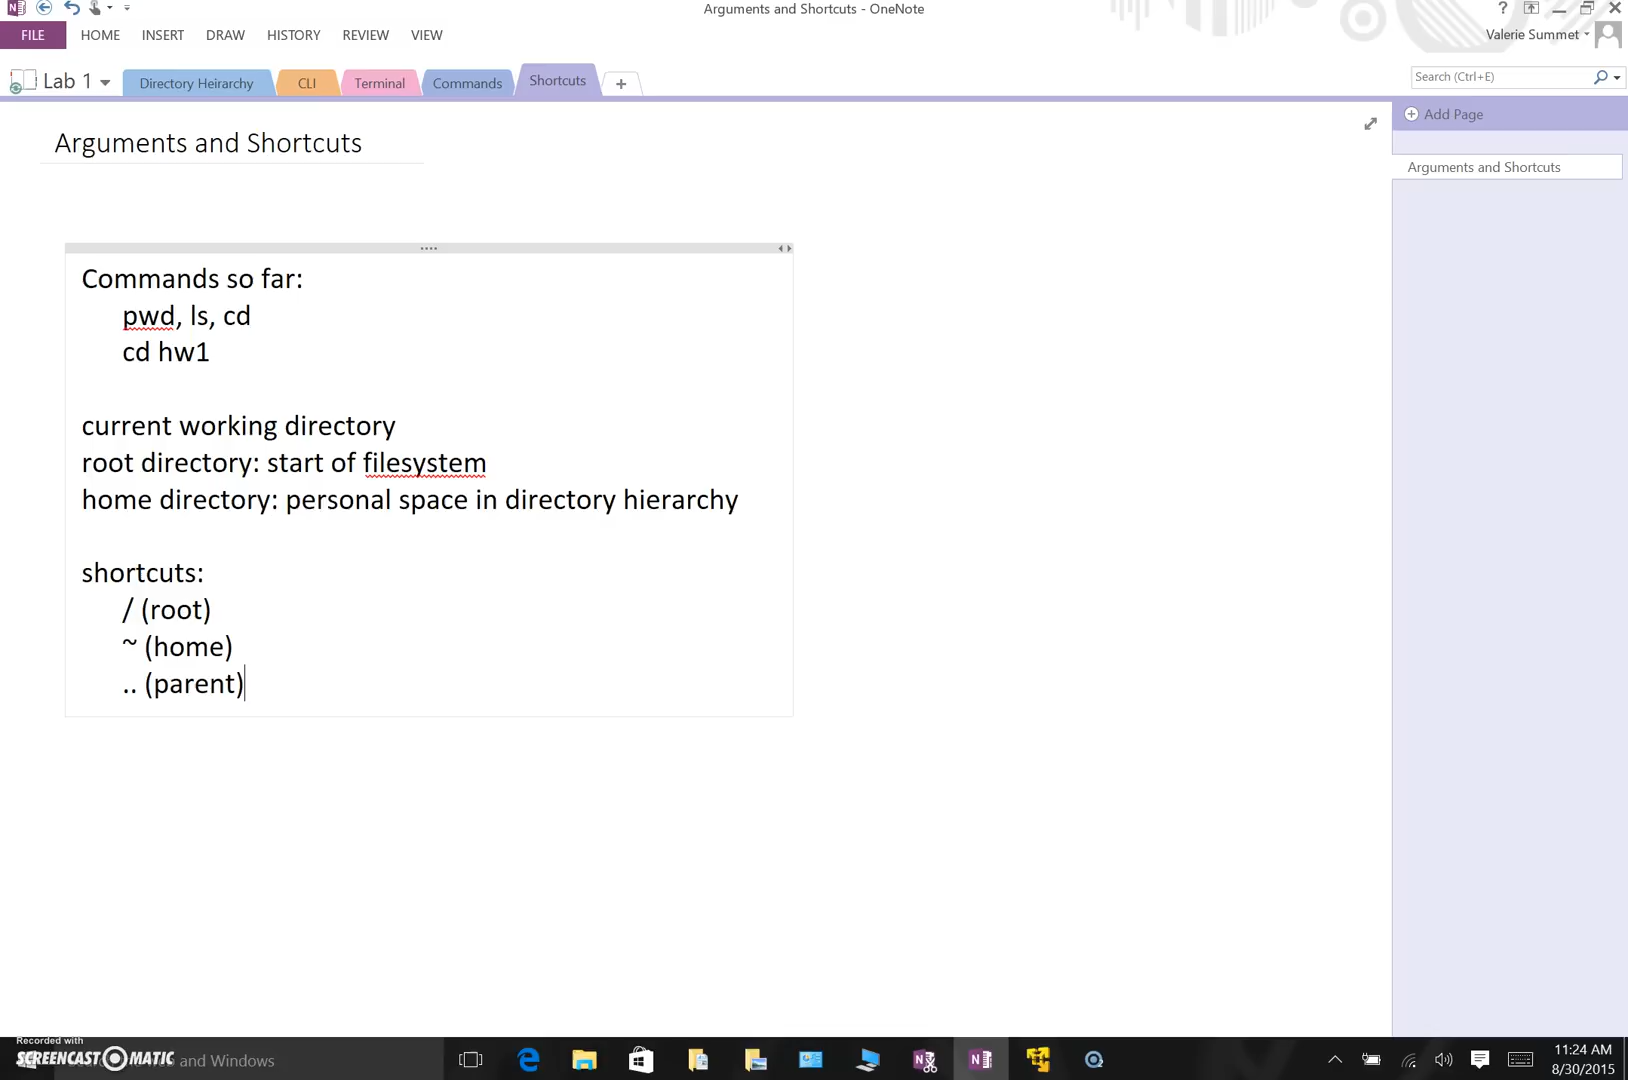 Arguments and Shortcuts - OneNote
?
FILE HOME INSERT DRAW HISTORY REVIEW VIEW
Valerie Summet
Lab 1
Directory Heirarchy
CLI
Terminal
Commands
Shortcuts
+
Search (Ctrl+E)
Add Page
Arguments and Shortcuts
Arguments and Shortcuts
Commands so far:
pwd, ls, cd
cd hw1
current working directory
root directory: start of filesystem
home directory: personal space in directory hierarchy
shortcuts:
/ (root)
~ (home)
.. (parent)
Recorded with
SCREENCAST-O-MATIC
and Windows
11:24 AM
8/30/2015